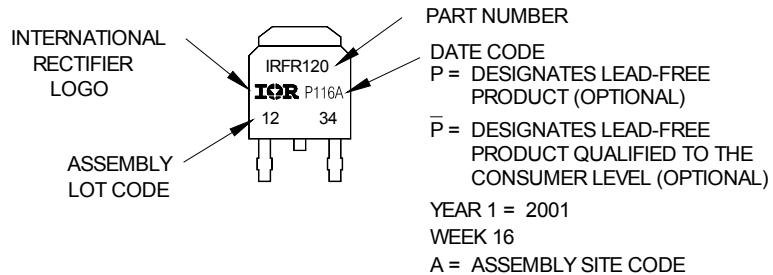 INTERNATIONAL
RECTIFIER
LOGO
ASSEMBLY
LOT CODE
IRFR120
IOR P116A
12 34
PART NUMBER
DATE CODE
P = DESIGNATES LEAD-FREE
PRODUCT (OPTIONAL)
P̅ = DESIGNATES LEAD-FREE
PRODUCT QUALIFIED TO THE
CONSUMER LEVEL (OPTIONAL)
YEAR 1 = 2001
WEEK 16
A = ASSEMBLY SITE CODE